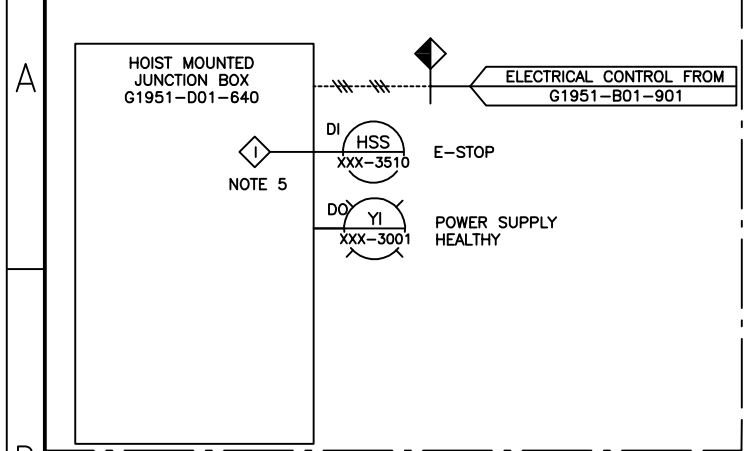 A
HOIST MOUNTED
JUNCTION BOX
G1951-D01-640
ELECTRICAL CONTROL FROM
G1951-B01-901
DI
HSS
XXX-3510
E-STOP
I
NOTE 5
DO
YI
XXX-3001
POWER SUPPLY
HEALTHY